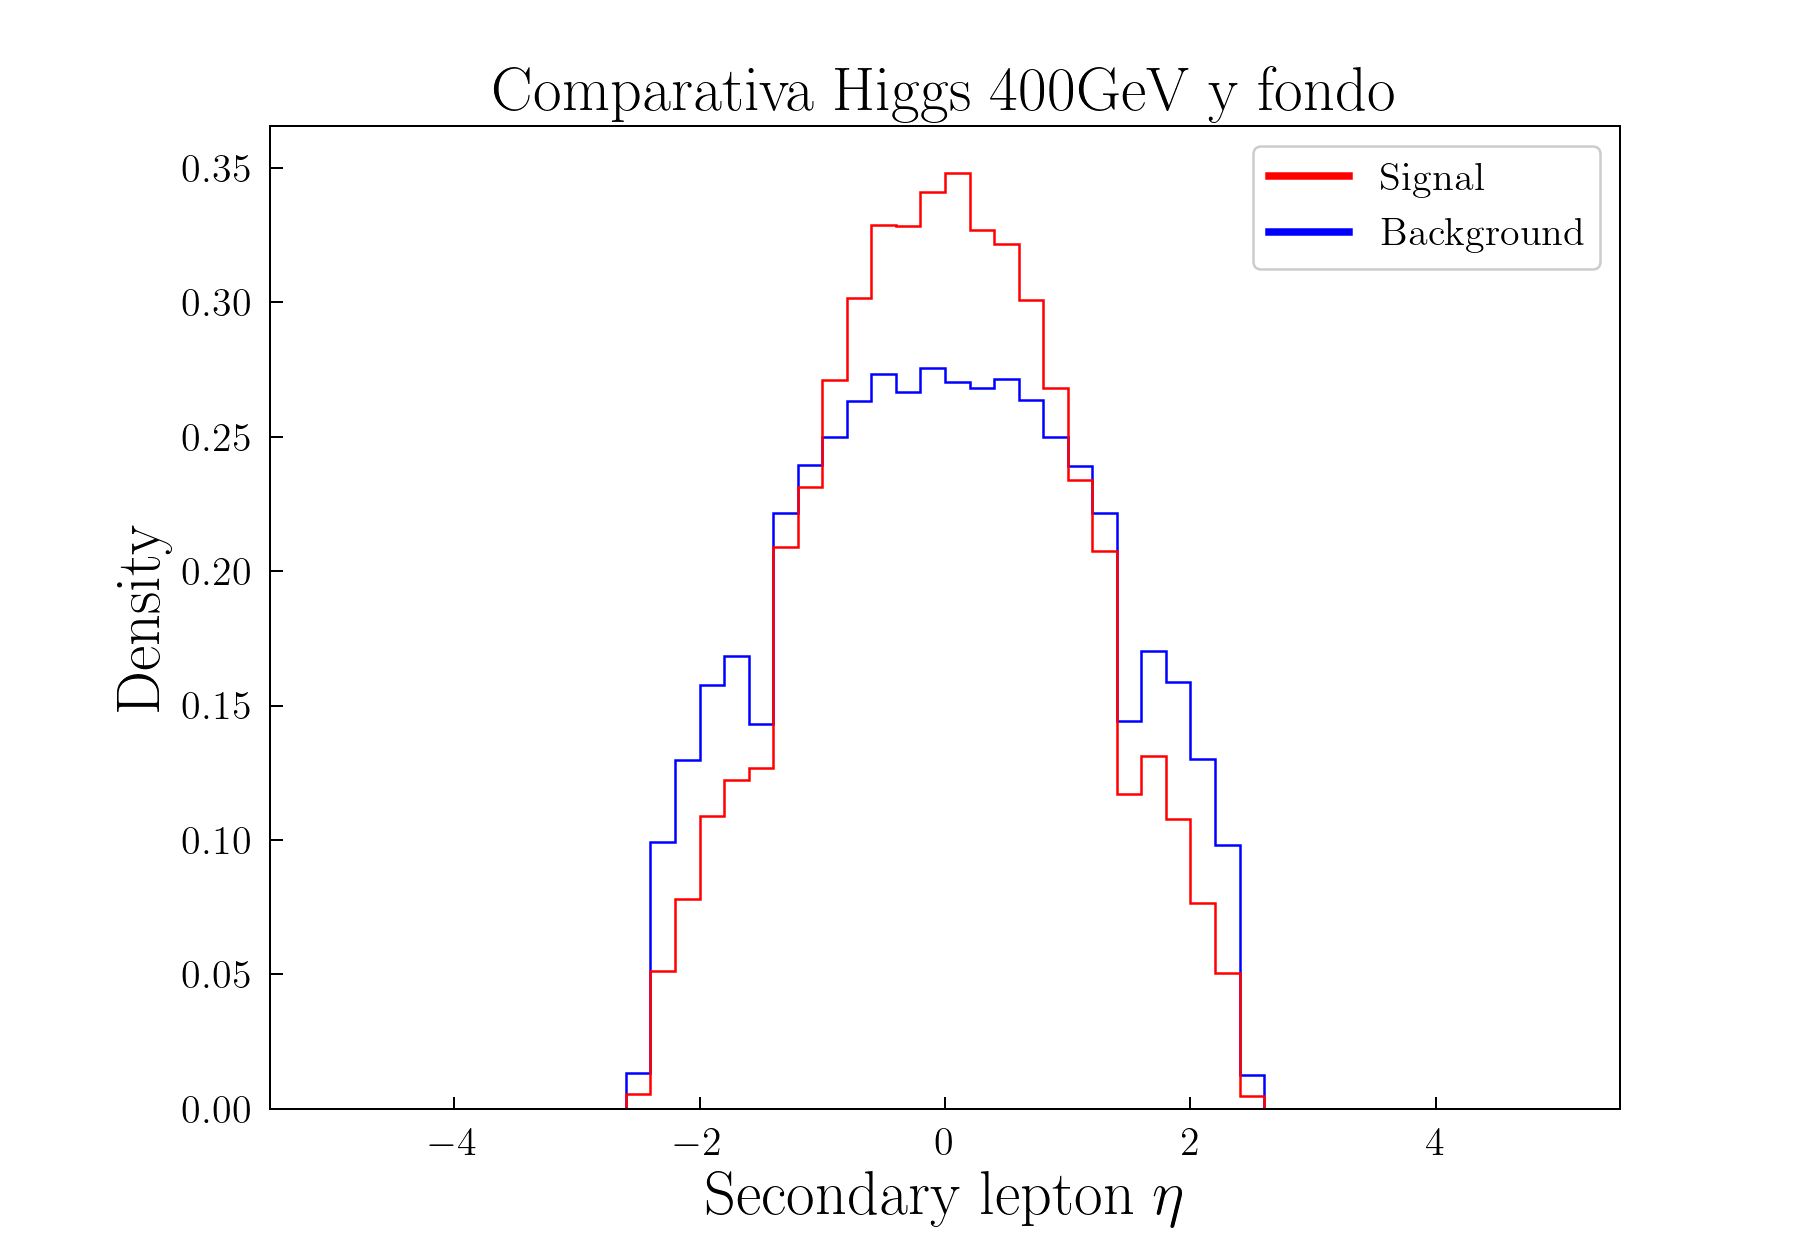 Comparativa Higgs 400GeV y fondo
Signal
Background
Density
0.35
0.30
0.25
0.20
0.15
0.10
0.05
0.00
−4
−2
0
2
4
Secondary lepton η